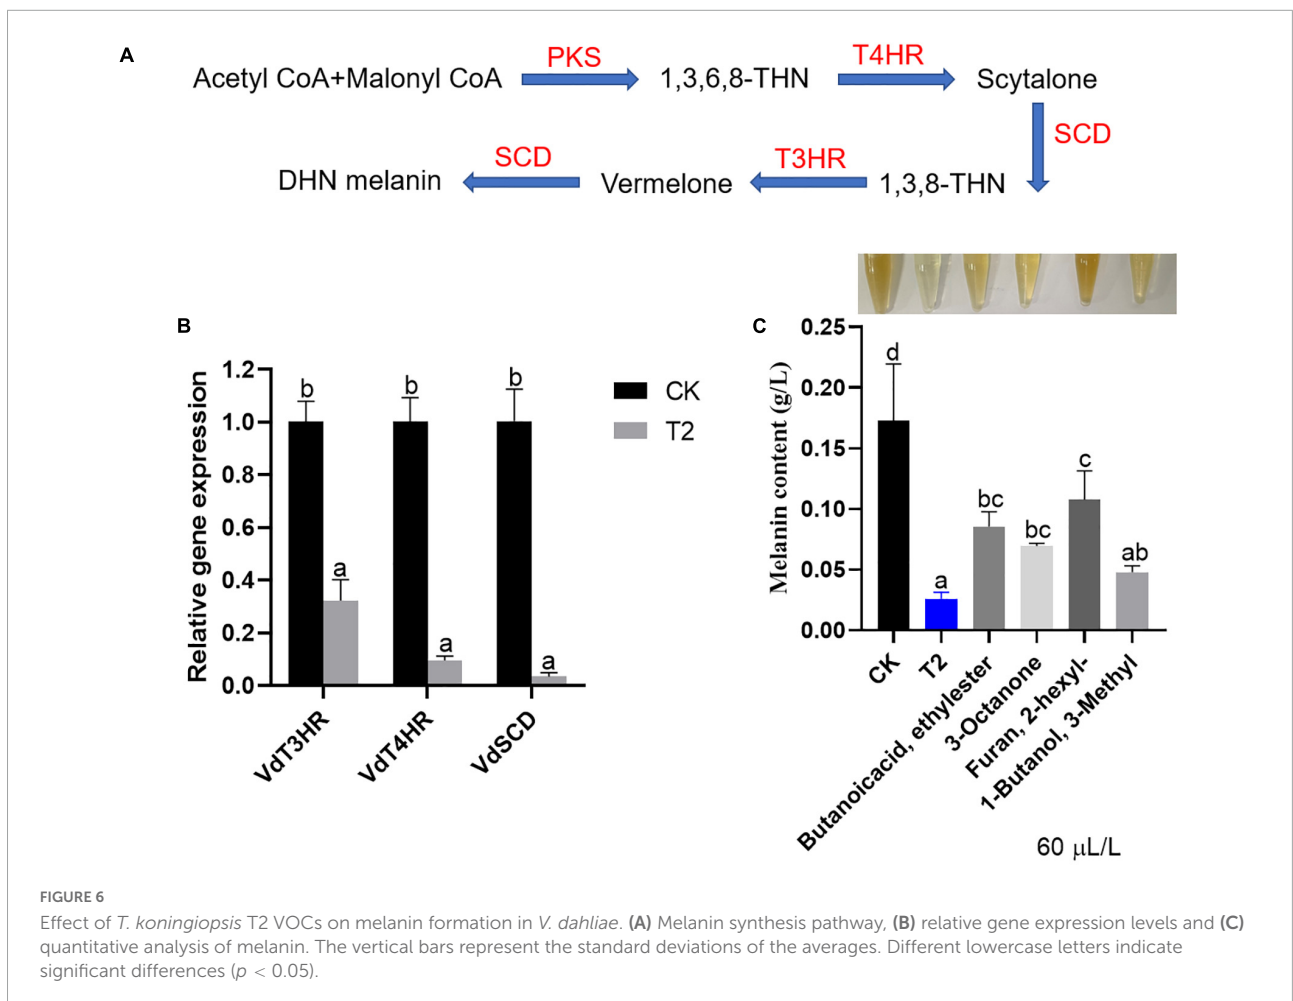 A
Acetyl CoA+Malonyl CoA
PKS
1,3,6,8-THN
T4HR
Scytalone
SCD
DHN melanin
SCD
Vermelone
T3HR
1,3,8-THN
B
Relative gene expression
1.2
1.0
0.8
0.6
0.4
0.2
0.0
b
a
b
a
b
a
VdT3HR
VdT4HR
VdSCD
CK
T2
C
Melanin content (g/L)
0.25
0.20
0.15
0.10
0.05
0.00
d
a
bc
bc
c
ab
CK
T2
Butanoicacid, ethylester
3-Octanone
Furan, 2-hexyl-
1-Butanol, 3-Methyl
60 µL/L
FIGURE 6
Effect of T. koningiopsis T2 VOCs on melanin formation in V. dahliae. (A) Melanin synthesis pathway, (B) relative gene expression levels and (C)
quantitative analysis of melanin. The vertical bars represent the standard deviations of the averages. Different lowercase letters indicate
significant differences (p < 0.05).